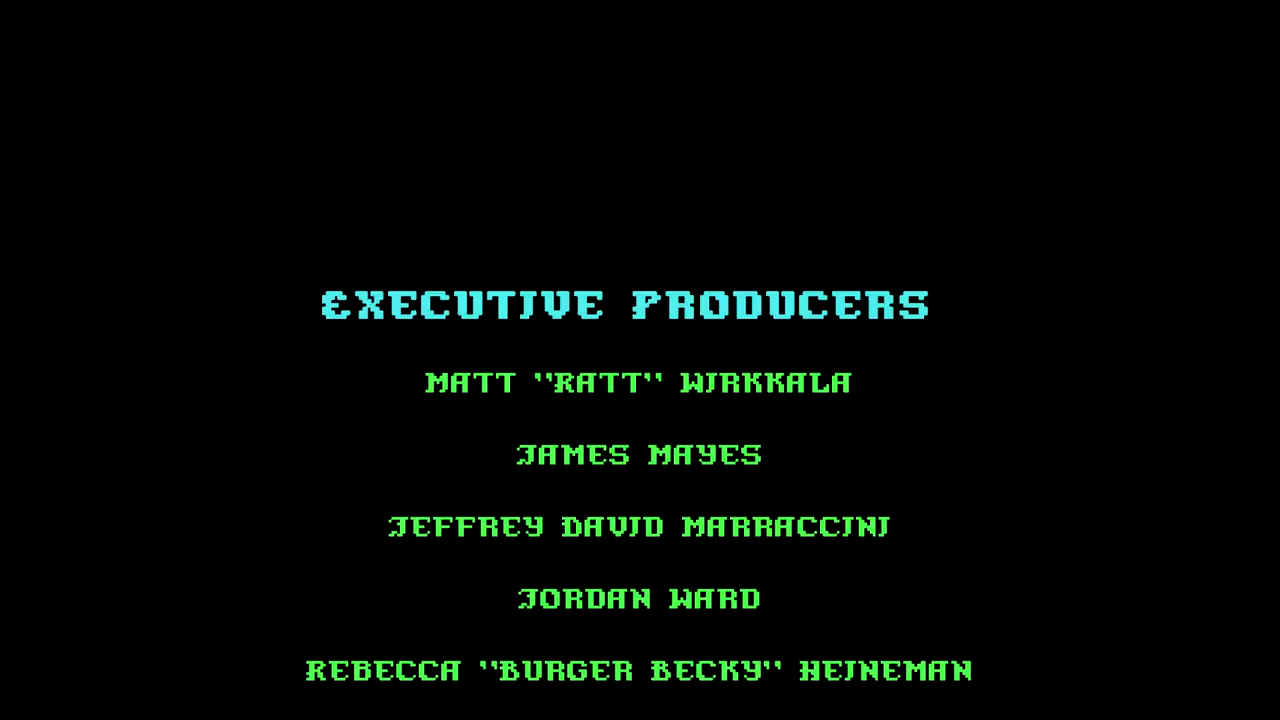 EXECUTIVE PRODUCERS
MATT "RATT" WIRKKALA
JAMES MAYES
JEFFREY DAVID MARRACCINI
JORDAN WARD
REBECCA "BURGER BECKY" HEINEMAN